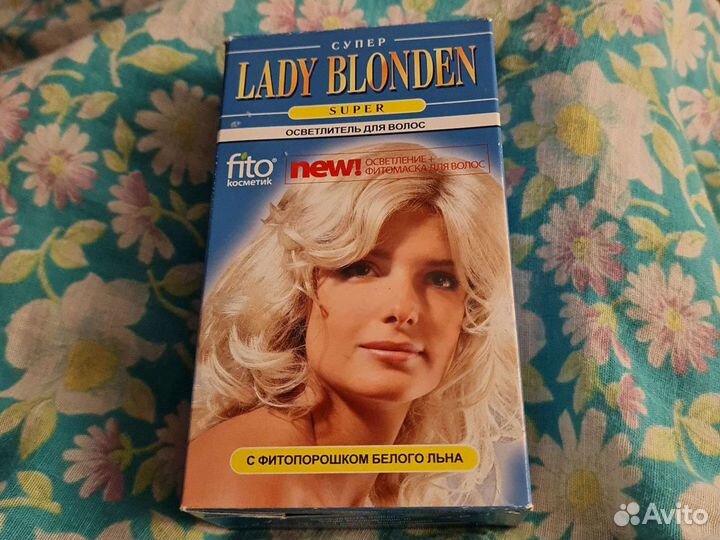 СУПЕР
LADY BLONDEN
SUPER
ОСВЕТЛИТЕЛЬ ДЛЯ ВОЛОС
fito®
косметик
new!
ОСВЕТЛЕНИЕ +
ФИТОМАСКА ДЛЯ ВОЛОС
С ФИТОПОРОШКОМ БЕЛОГО ЛЬНА
Avito